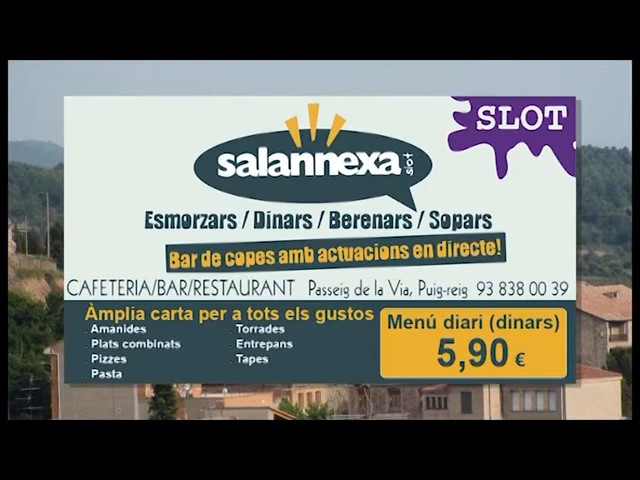 SLOT
salannexa
slot
Esmorzars / Dinars / Berenars / Sopars
Bar de copes amb actuacions en directe!
CAFETERIA/BAR/RESTAURANT Passeig de la Via, Puig-reig 93 838 00 39
Àmplia carta per a tots els gustos
- Amanides
- Plats combinats
- Pizzes
- Pasta
- Torrades
- Entrepans
- Tapes
Menú diari (dinars)
5,90 €